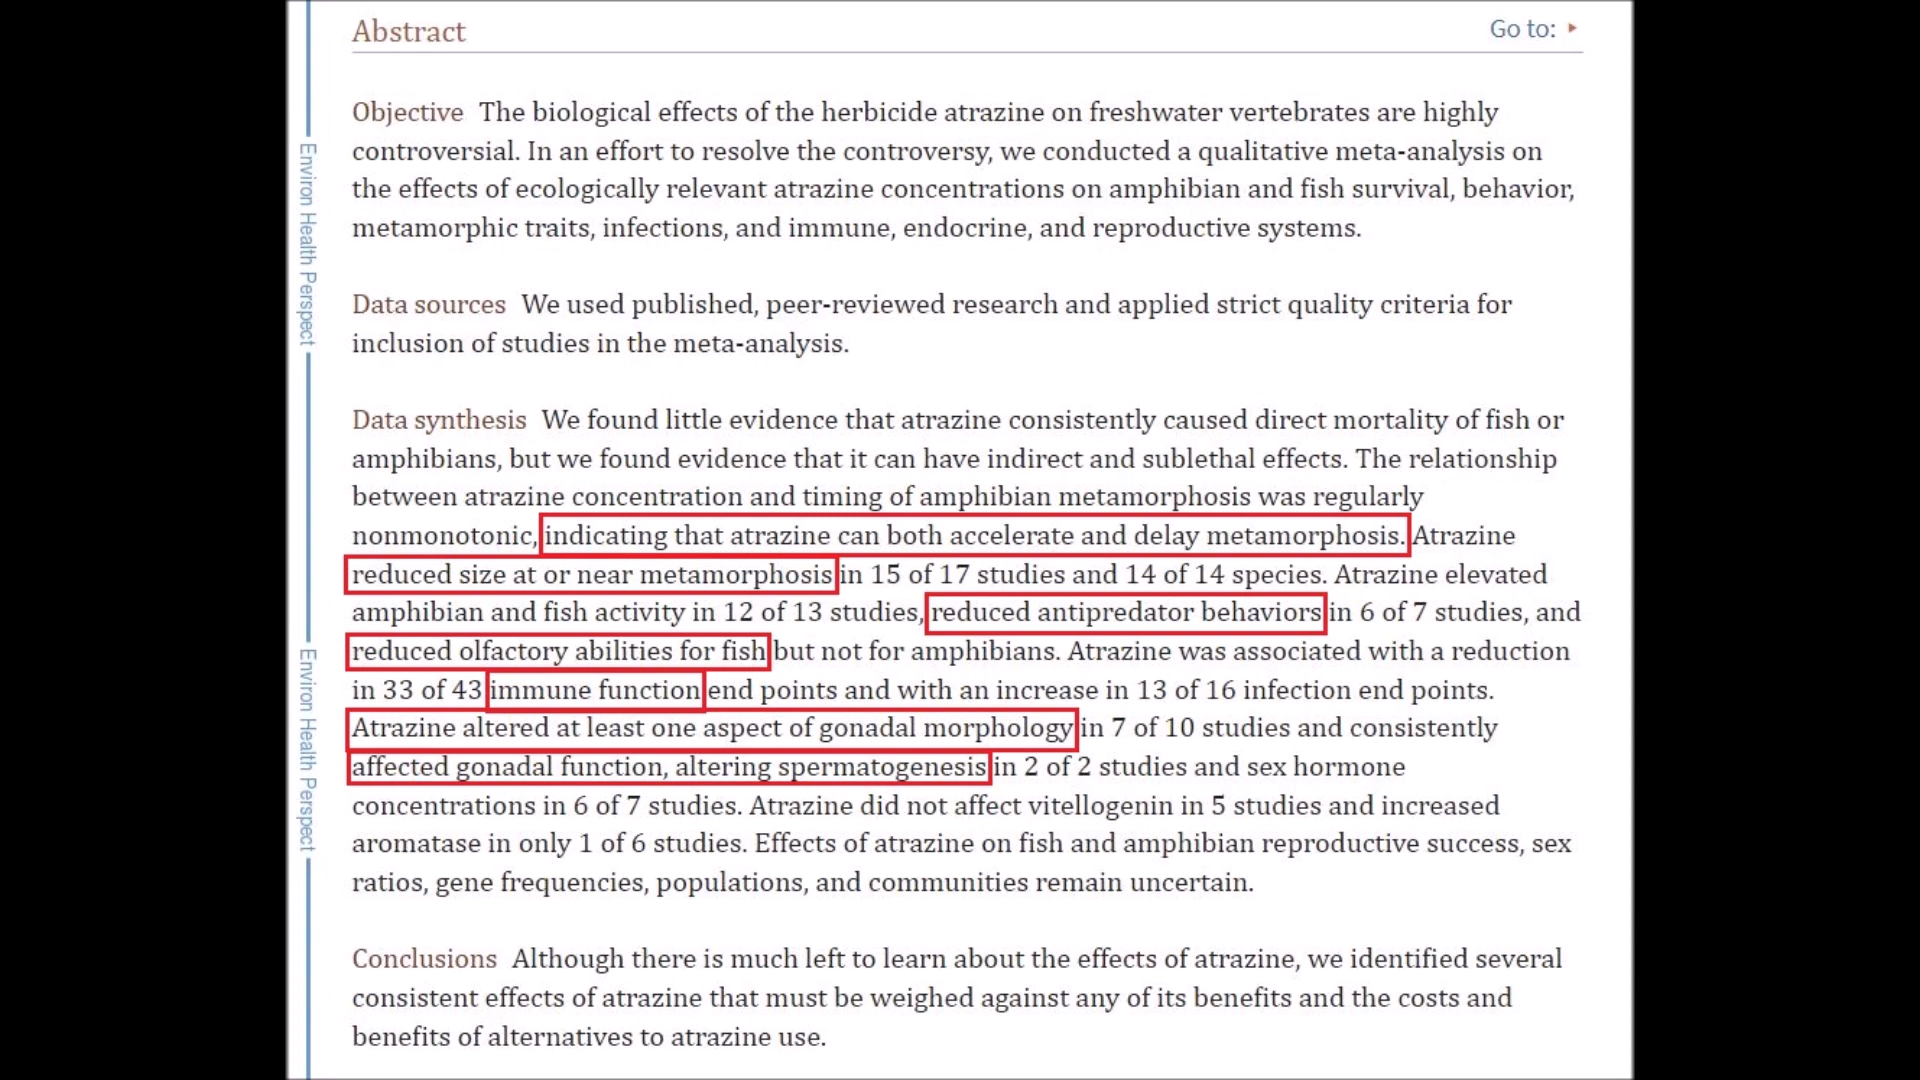 Abstract
Go to:
Objective The biological effects of the herbicide atrazine on freshwater vertebrates are highly
controversial. In an effort to resolve the controversy, we conducted a qualitative meta-analysis on
the effects of ecologically relevant atrazine concentrations on amphibian and fish survival, behavior,
metamorphic traits, infections, and immune, endocrine, and reproductive systems.
Data sources We used published, peer-reviewed research and applied strict quality criteria for
inclusion of studies in the meta-analysis.
Data synthesis We found little evidence that atrazine consistently caused direct mortality of fish or
amphibians, but we found evidence that it can have indirect and sublethal effects. The relationship
between atrazine concentration and timing of amphibian metamorphosis was regularly
nonmonotonic, indicating that atrazine can both accelerate and delay metamorphosis. Atrazine
reduced size at or near metamorphosis in 15 of 17 studies and 14 of 14 species. Atrazine elevated
amphibian and fish activity in 12 of 13 studies, reduced antipredator behaviors in 6 of 7 studies, and
reduced olfactory abilities for fish but not for amphibians. Atrazine was associated with a reduction
in 33 of 43 immune function end points and with an increase in 13 of 16 infection end points.
Atrazine altered at least one aspect of gonadal morphology in 7 of 10 studies and consistently
affected gonadal function, altering spermatogenesis in 2 of 2 studies and sex hormone
concentrations in 6 of 7 studies. Atrazine did not affect vitellogenin in 5 studies and increased
aromatase in only 1 of 6 studies. Effects of atrazine on fish and amphibian reproductive success, sex
ratios, gene frequencies, populations, and communities remain uncertain.
Conclusions Although there is much left to learn about the effects of atrazine, we identified several
consistent effects of atrazine that must be weighed against any of its benefits and the costs and
benefits of alternatives to atrazine use.
Environ Health Perspect
Environ Health Perspect